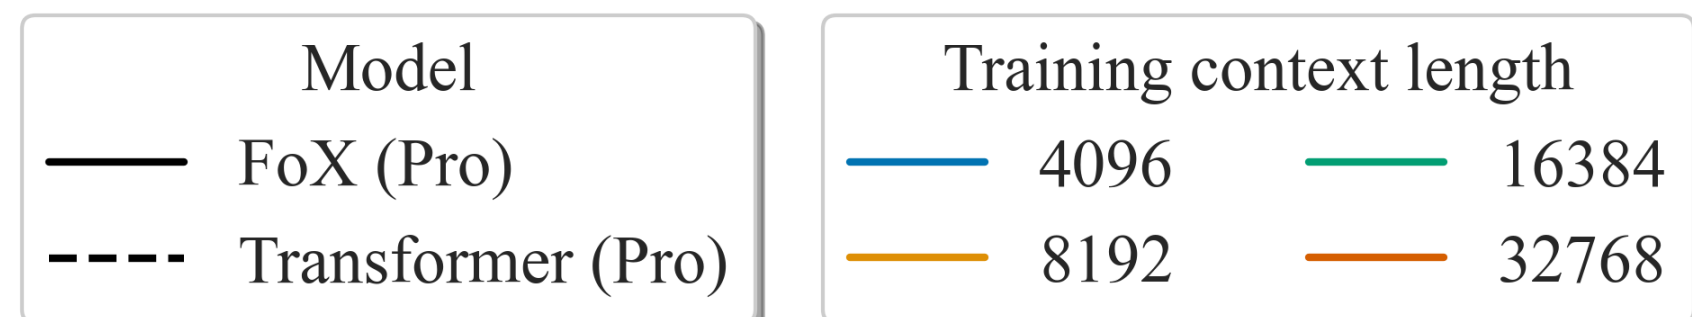 Model
FoX (Pro)
Transformer (Pro)
Training context length
4096
8192
16384
32768